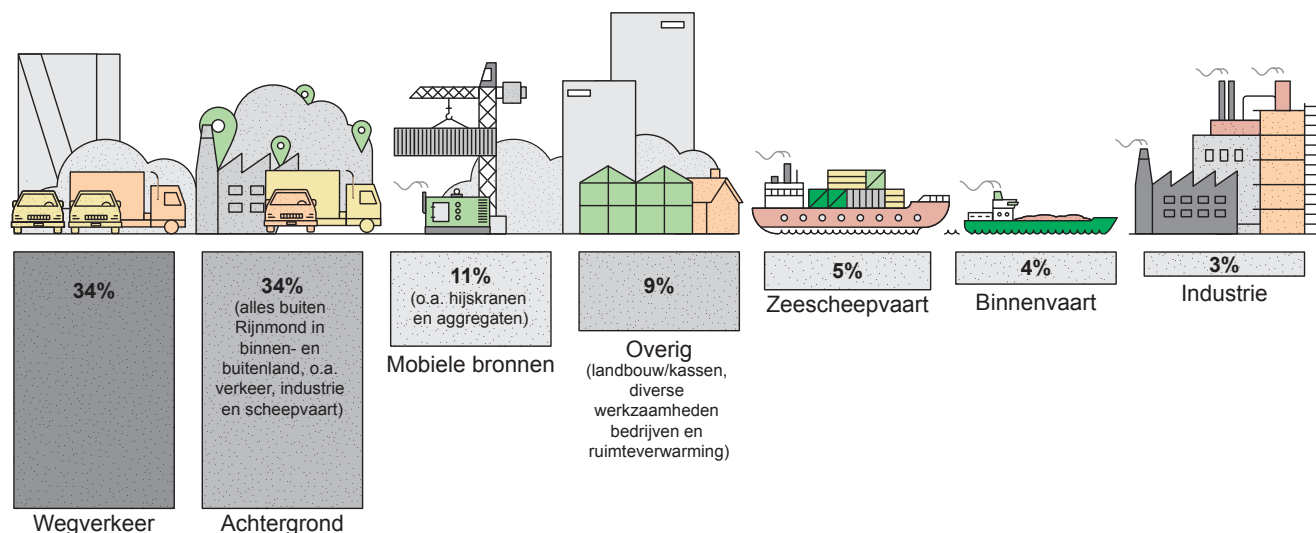 34%
Wegverkeer
34%
(alles buiten
Rijnmond in
binnen- en
buitenland, o.a.
verkeer, industrie
en scheepvaart)
Achtergrond
11%
(o.a. hijskranen
en aggregaten)
Mobiele bronnen
9%
Overig
(landbouw/kassen,
diverse
werkzaamheden
bedrijven en
ruimteverwarming)
5%
Zeescheepvaart
4%
Binnenvaart
3%
Industrie